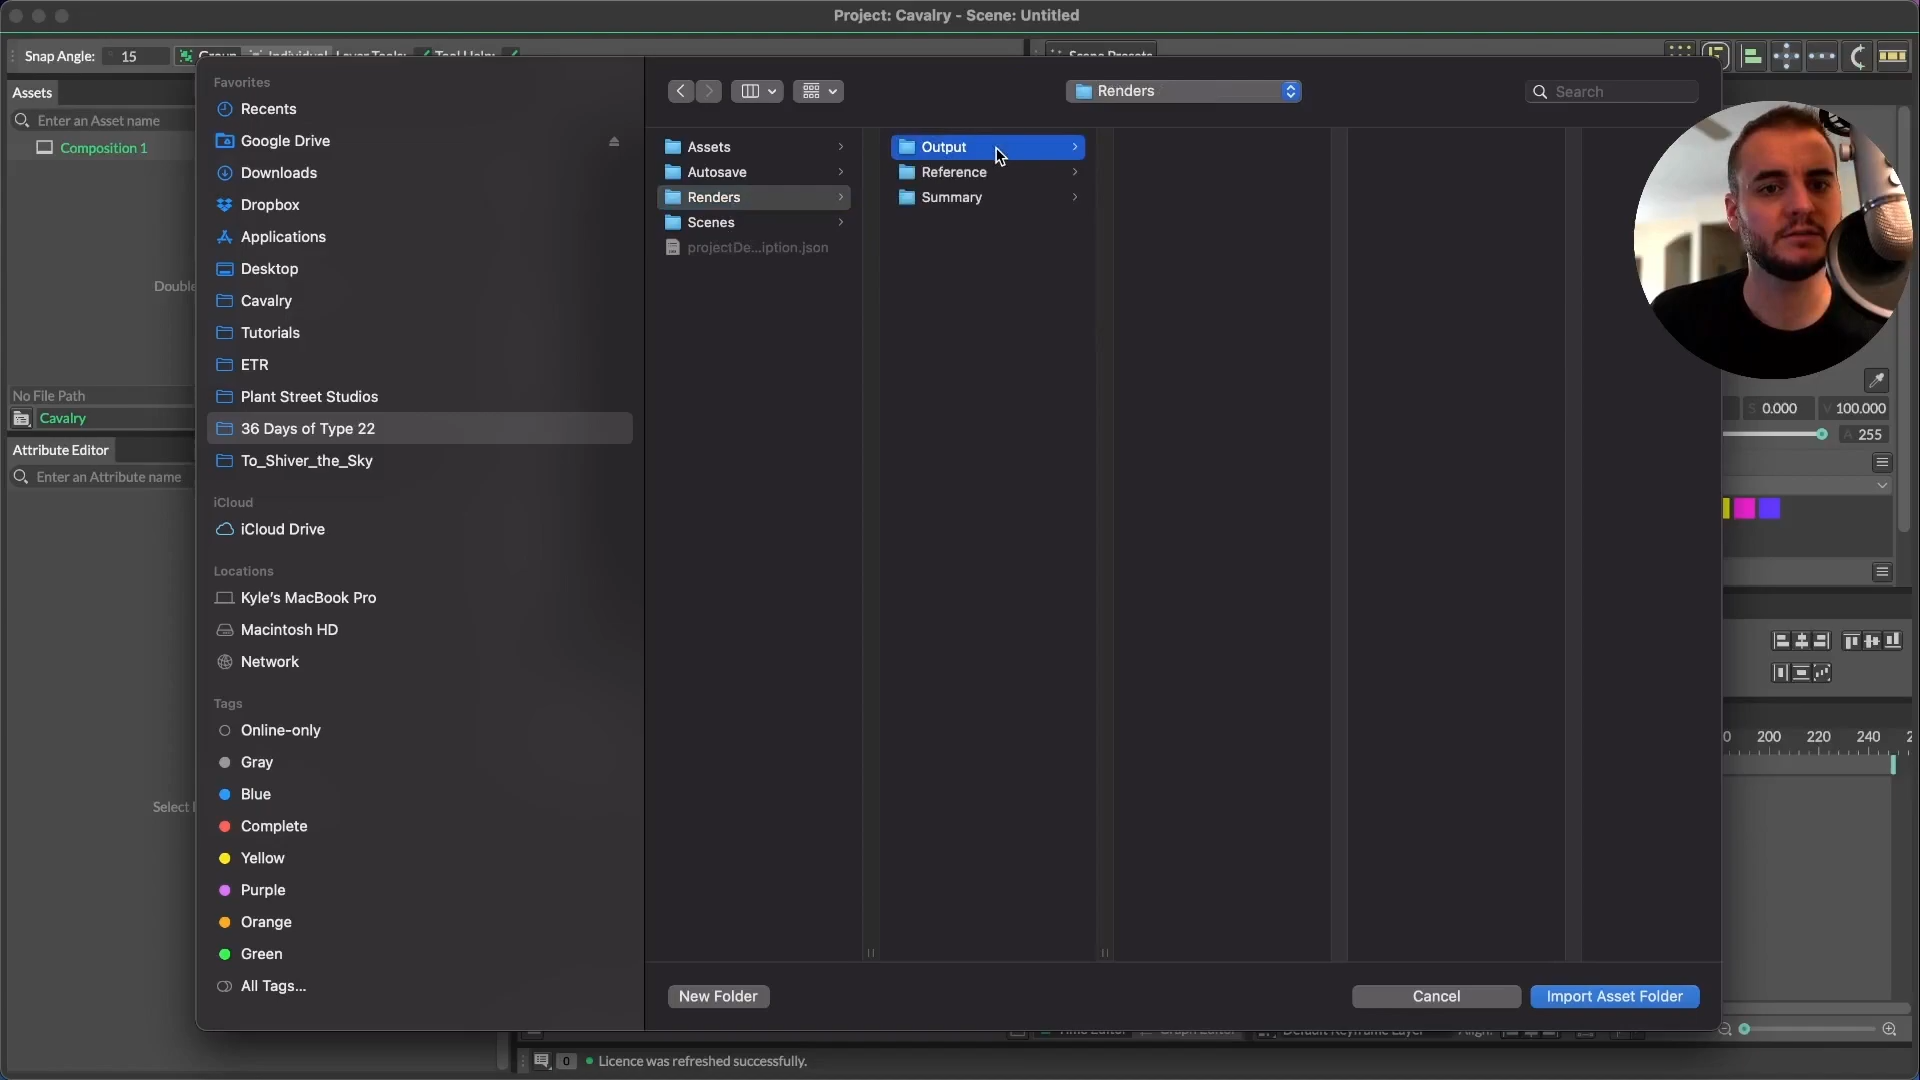 Project: Cavalry - Scene: Untitled
Snap Angle:
15
Assets
Enter an Asset name
Composition 1
No File Path
Cavalry
Attribute Editor
Enter an Attribute name
Favorites
Recents
Google Drive
Downloads
Dropbox
Applications
Desktop
Cavalry
Tutorials
ETR
Plant Street Studios
36 Days of Type 22
To_Shiver_the_Sky
iCloud
iCloud Drive
Locations
Kyle's MacBook Pro
Macintosh HD
Network
Tags
Online-only
Gray
Blue
Complete
Yellow
Purple
Orange
Green
All Tags...
Renders
Search
Assets
Autosave
Renders
Scenes
projectDe...iption.json
Output
Reference
Summary
New Folder
Cancel
Import Asset Folder
S 0.000
V 100.000
A 255
200 220 240
0
Licence was refreshed successfully.